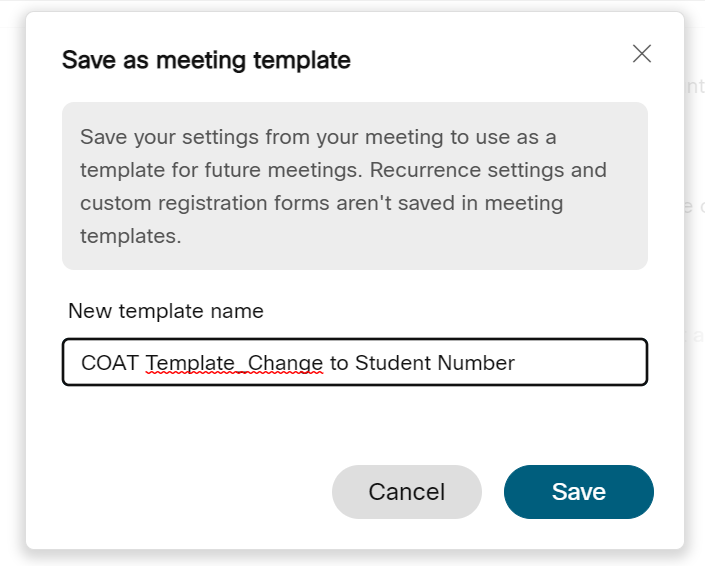 Save as meeting template
Save your settings from your meeting to use as a
template for future meetings. Recurrence settings and
custom registration forms aren't saved in meeting
templates.
New template name
COAT Template_Change to Student Number
Cancel
Save